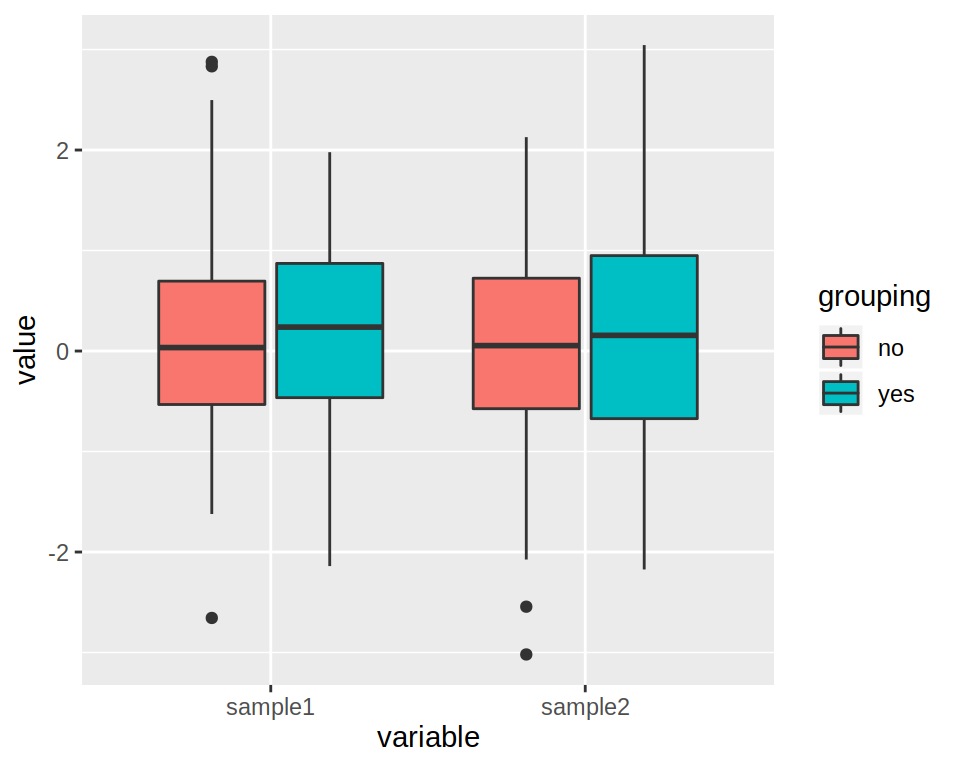 value
2
0
-2
sample1 sample2
variable
grouping
no
yes